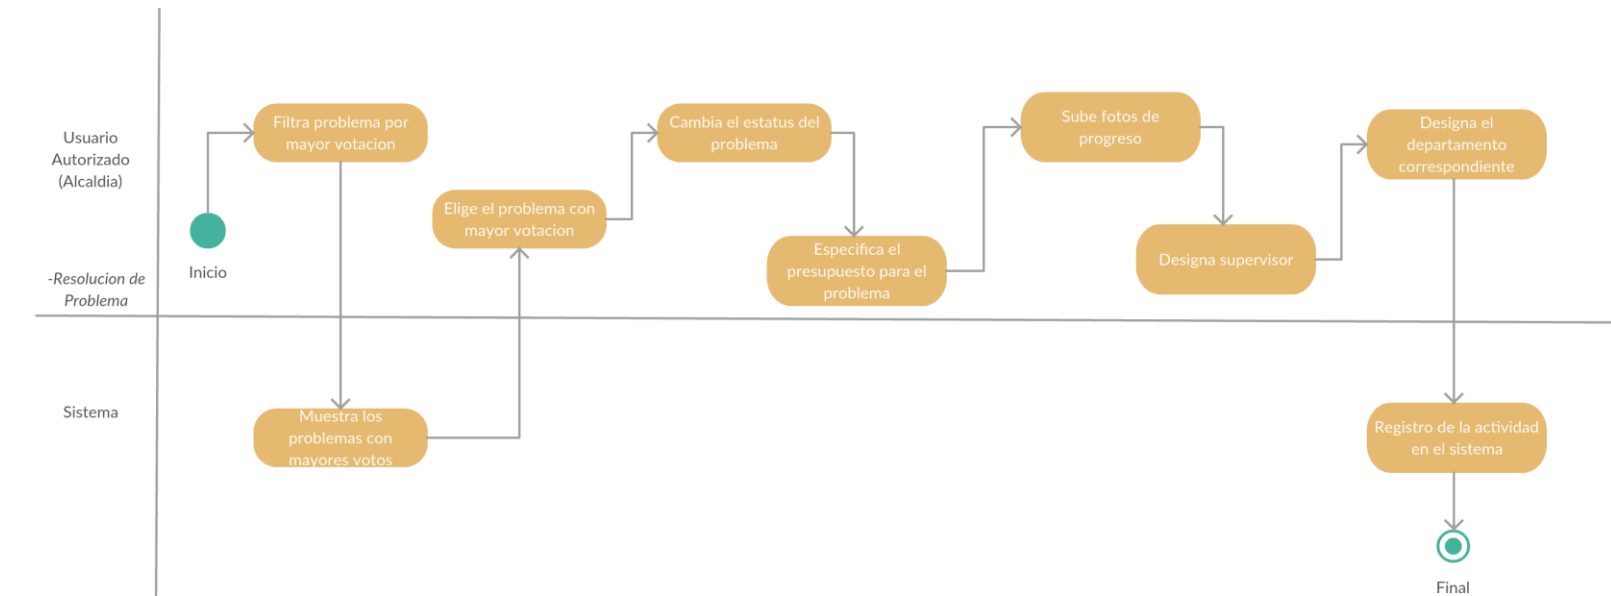 Usuario
Autorizado
(Alcaldia)
-Resolucion de
Problema
Inicio
Filtra problema por
mayor votacion
Muestra los
problemas con
mayores votos
Elige el problema con
mayor votacion
Cambia el estatus del
problema
Especifica el
presupuesto para el
problema
Sube fotos de
progreso
Designa supervisor
Designa el
departamento
correspondiente
Sistema
Registro de la actividad
en el sistema
Final